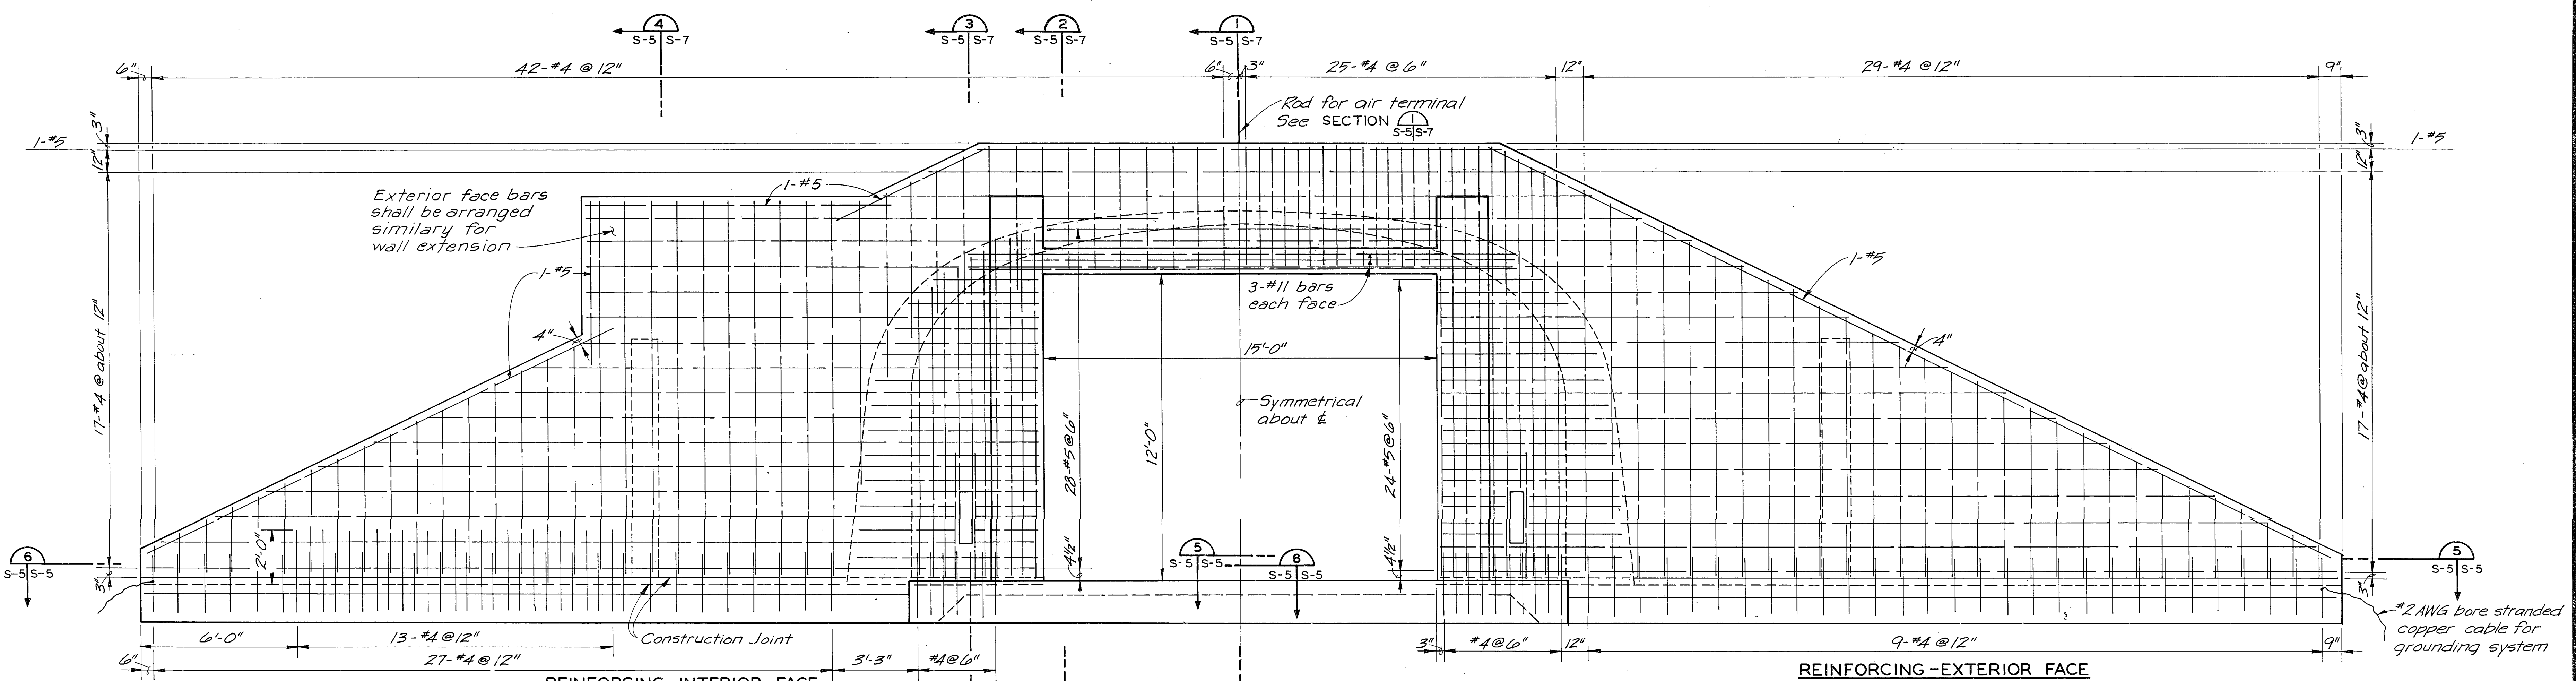 4
S-5 S-7
3
S-5 S-7
2
S-5 S-7
1
S-5 S-7
6"
42-#4 @ 12"
6"
3"
25-#4 @ 6"
12"
29-#4 @ 12"
9"
Rod for air terminal
See SECTION 1
S-5 S-7
1-#5
3"
12"
3"
12"
1-#5
Exterior face bars
shall be arranged
similary for
wall extension
1-#5
1-#5
1-#5
4"
4"
3-#11 bars
each face
15'-0"
Symmetrical
about ℄
17-#4 @ about 12"
28-#5@6"
12'-0"
24-#5@6"
17-#4@about 12"
2'-0"
4½"
4½"
6
S-5 S-5
5
S-5 S-5
6
S-5 S-5
5
S-5 S-5
3"
3"
6'-0"
13-#4@12"
Construction Joint
6"
27-#4@12"
3'-3"
#4@6"
3"
#4@6"
12"
9-#4@12"
9"
#2 AWG bore stranded
copper cable for
grounding system
REINFORCING-INTERIOR FACE
REINFORCING-EXTERIOR FACE